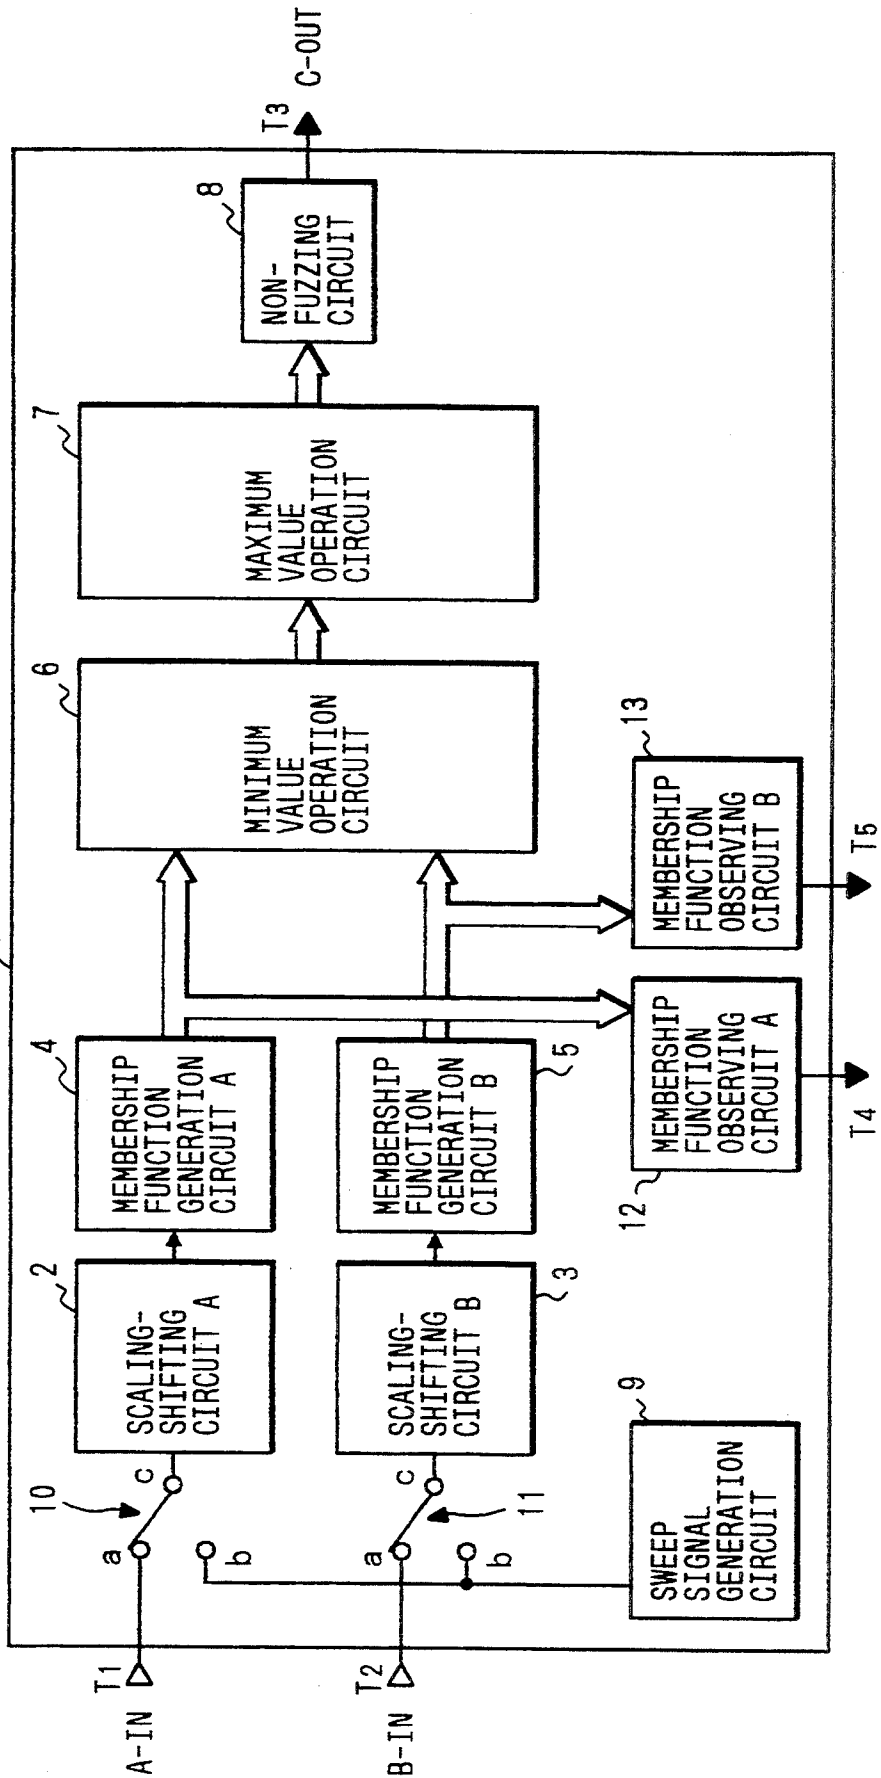 A-IN
T1
B-IN
T2
10
a
b
c
11
a
b
c
2
SCALING-
SHIFTING
CIRCUIT A
3
SCALING-
SHIFTING
CIRCUIT B
9
SWEEP
SIGNAL
GENERATION
CIRCUIT
4
MEMBERSHIP
FUNCTION
GENERATION
CIRCUIT A
5
MEMBERSHIP
FUNCTION
GENERATION
CIRCUIT B
12
MEMBERSHIP
FUNCTION
OBSERVING
CIRCUIT A
T4
13
MEMBERSHIP
FUNCTION
OBSERVING
CIRCUIT B
T5
6
MINIMUM
VALUE
OPERATION
CIRCUIT
7
MAXIMUM
VALUE
OPERATION
CIRCUIT
8
NON-
FUZZING
CIRCUIT
T3
C-OUT